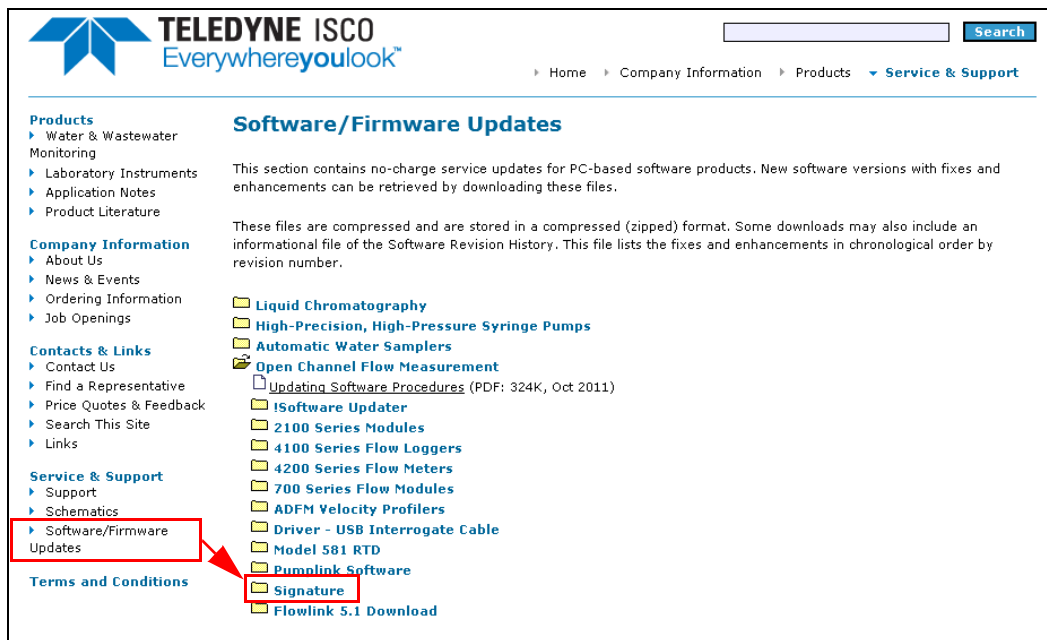 TELEDYNE ISCO
Everywhereyoulook™
Search
Home Company Information Products Service & Support
Products
Water & Wastewater
Monitoring
Laboratory Instruments
Application Notes
Product Literature
Company Information
About Us
News & Events
Ordering Information
Job Openings
Contacts & Links
Contact Us
Find a Representative
Price Quotes & Feedback
Search This Site
Links
Service & Support
Support
Schematics
Software/Firmware
Updates
Terms and Conditions
Software/Firmware Updates
This section contains no-charge service updates for PC-based software products. New software versions with fixes and
enhancements can be retrieved by downloading these files.
These files are compressed and are stored in a compressed (zipped) format. Some downloads may also include an
informational file of the Software Revision History. This file lists the fixes and enhancements in chronological order by
revision number.
Liquid Chromatography
High-Precision, High-Pressure Syringe Pumps
Automatic Water Samplers
Open Channel Flow Measurement
Updating Software Procedures (PDF: 324K, Oct 2011)
!Software Updater
2100 Series Modules
4100 Series Flow Loggers
4200 Series Flow Meters
700 Series Flow Modules
ADFM Velocity Profilers
Driver - USB Interrogate Cable
Model 581 RTD
Pumplink Software
Signature
Flowlink 5.1 Download